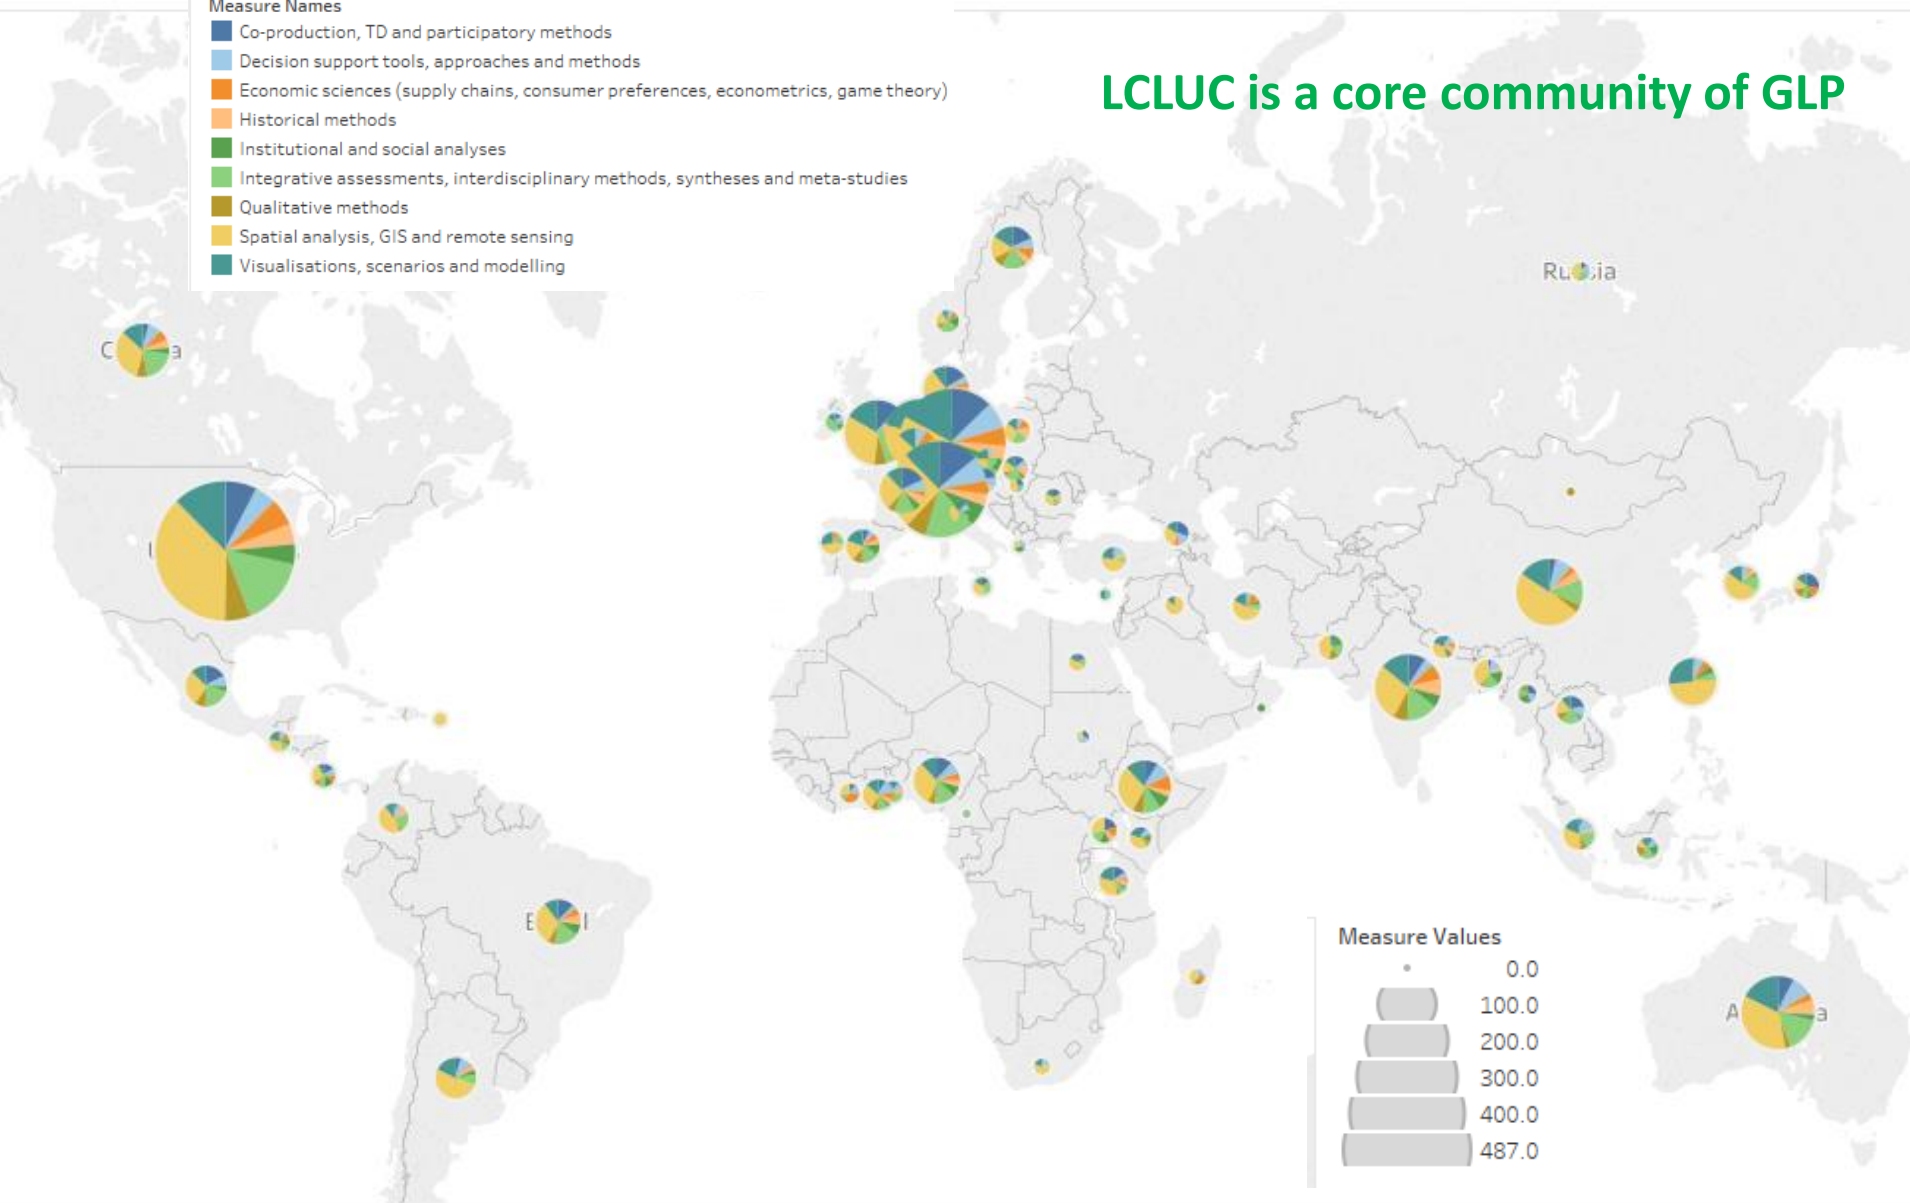 Measure Names
Co-production, TD and participatory methods
Decision support tools, approaches and methods
Economic sciences (supply chains, consumer preferences, econometrics, game theory)
Historical methods
Institutional and social analyses
Integrative assessments, interdisciplinary methods, syntheses and meta-studies
Qualitative methods
Spatial analysis, GIS and remote sensing
Visualisations, scenarios and modelling
LCLUC is a core community of GLP
Measure Values
0.0
100.0
200.0
300.0
400.0
487.0